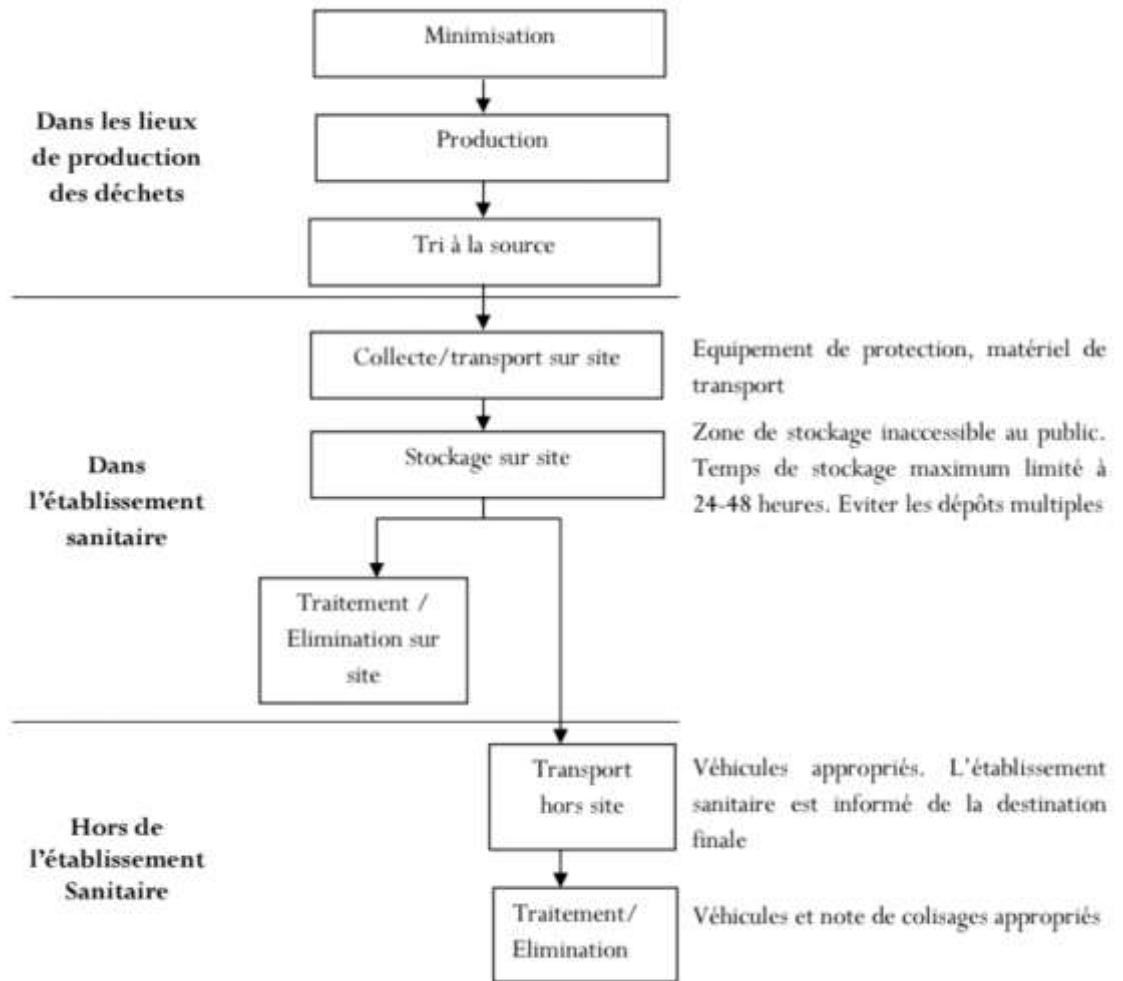 Minimisation
Dans les lieux
de production
des déchets
Production
Tri à la source
Collecte/transport sur site
Equipement de protection, matériel de
transport
Dans
l'établissement
sanitaire
Stockage sur site
Zone de stockage inaccessible au public.
Temps de stockage maximum limité à
24-48 heures. Eviter les dépôts multiples
Traitement /
Elimination sur
site
Hors de
l'établissement
Sanitaire
Transport
hors site
Véhicules appropriés. L'établissement
sanitaire est informé de la destination
finale
Traitement/
Elimination
Véhicules et note de colisages appropriés